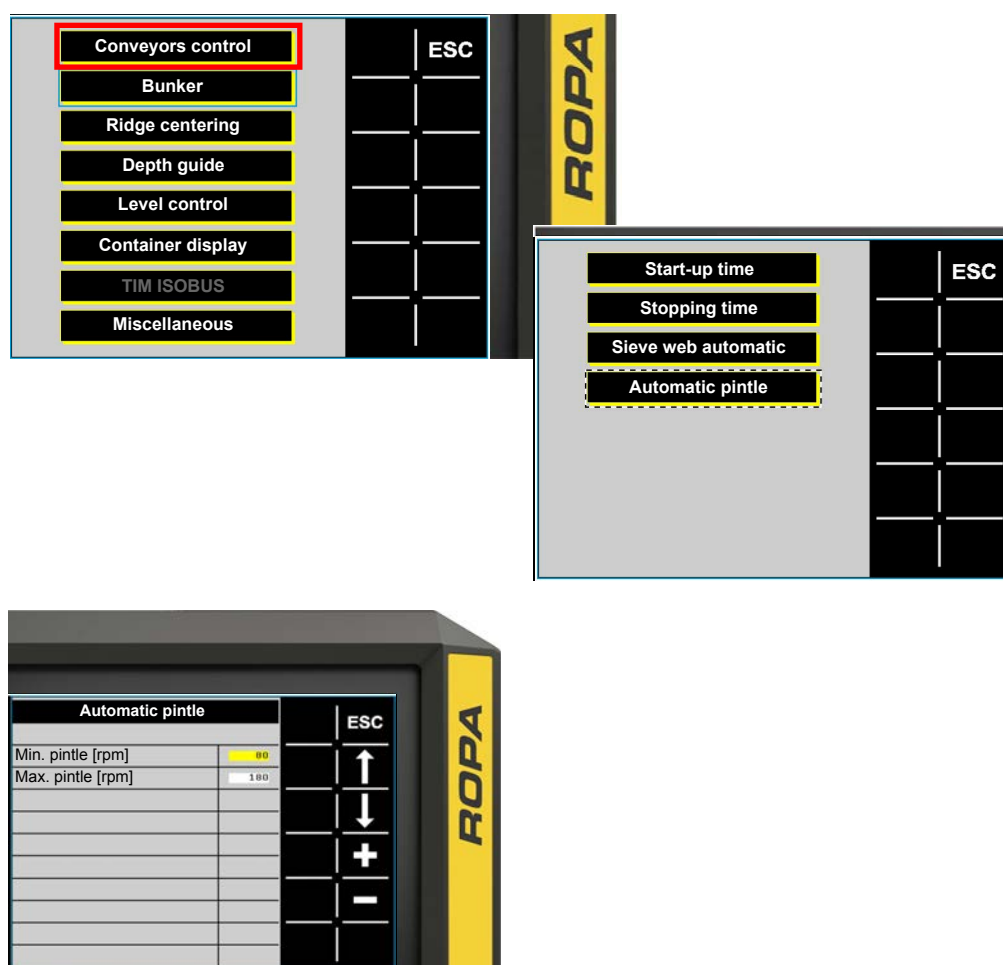 Conveyors control
ESC
Bunker
Ridge centering
Depth guide
Level control
Container display
TIM ISOBUS
Miscellaneous
ROPA
Start-up time
ESC
Stopping time
Sieve web automatic
Automatic pintle
Automatic pintle
ESC
Min. pintle [rpm] 80
Max. pintle [rpm] 180
ROPA